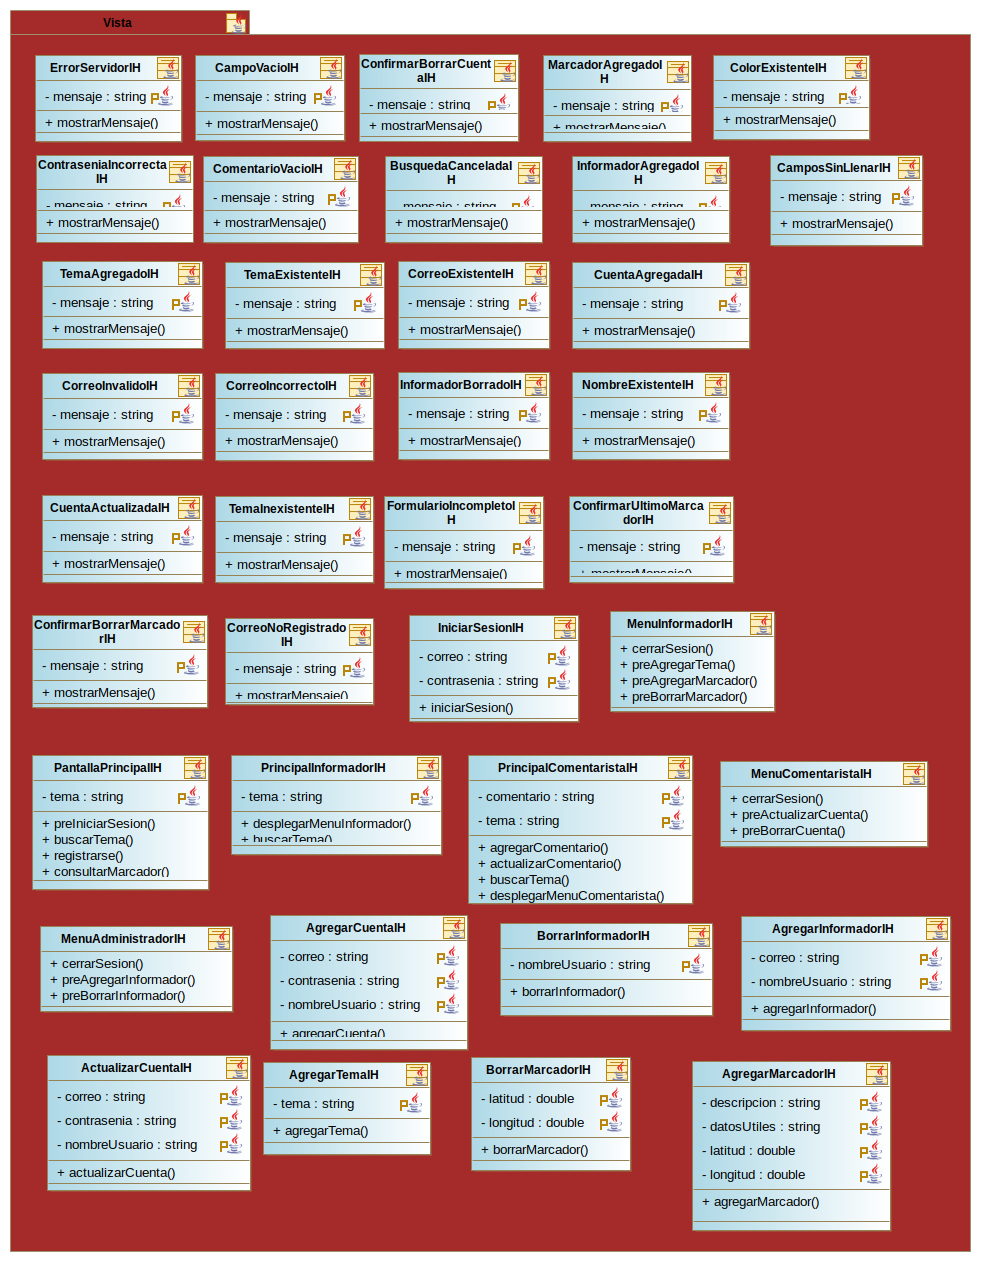 Vista
ErrorServidorIH
- mensaje : string
+ mostrarMensaje()
CampoVacioIH
- mensaje : string
+ mostrarMensaje()
ConfirmarBorrarCuent
aIH
- mensaje : string
+ mostrarMensaje()
MarcadorAgregadoI
H
- mensaje : string
+ mostrarMensaje()
ColorExistenteIH
- mensaje : string
+ mostrarMensaje()
ContraseniaIncorrecta
IH
- mensaje : string
+ mostrarMensaje()
ComentarioVacioIH
- mensaje : string
+ mostrarMensaje()
BusquedaCanceladaI
H
- mensaje : string
+ mostrarMensaje()
InformadorAgregadoI
H
- mensaje : string
+ mostrarMensaje()
CamposSinLlenarIH
- mensaje : string
+ mostrarMensaje()
TemaAgregadoIH
- mensaje : string
+ mostrarMensaje()
TemaExistenteIH
- mensaje : string
+ mostrarMensaje()
CorreoExistenteIH
- mensaje : string
+ mostrarMensaje()
CuentaAgregadaIH
- mensaje : string
+ mostrarMensaje()
CorreoInvalidoIH
- mensaje : string
+ mostrarMensaje()
CorreoIncorrectoIH
- mensaje : string
+ mostrarMensaje()
InformadorBorradoIH
- mensaje : string
+ mostrarMensaje()
NombreExistenteIH
- mensaje : string
+ mostrarMensaje()
CuentaActualizadaIH
- mensaje : string
+ mostrarMensaje()
TemaInexistenteIH
- mensaje : string
+ mostrarMensaje()
FormularioIncompletoI
H
- mensaje : string
+ mostrarMensaje()
ConfirmarUltimoMarca
dorIH
- mensaje : string
+ mostrarMensaje()
ConfirmarBorrarMarcado
rIH
- mensaje : string
+ mostrarMensaje()
CorreoNoRegistrado
IH
- mensaje : string
+ mostrarMensaje()
IniciarSesionIH
- correo : string
- contrasenia : string
+ iniciarSesion()
MenuInformadorIH
+ cerrarSesion()
+ preAgregarTema()
+ preAgregarMarcador()
+ preBorrarMarcador()
PantallaPrincipalIH
- tema : string
+ preIniciarSesion()
+ buscarTema()
+ registrarse()
+ consultarMarcador()
PrincipalInformadorIH
- tema : string
+ desplegarMenuInformador()
+ buscarTema()
PrincipalComentaristaIH
- comentario : string
- tema : string
+ agregarComentario()
+ actualizarComentario()
+ buscarTema()
+ desplegarMenuComentarista()
MenuComentaristaIH
+ cerrarSesion()
+ preActualizarCuenta()
+ preBorrarCuenta()
MenuAdministradorIH
+ cerrarSesion()
+ preAgregarInformador()
+ preBorrarInformador()
AgregarCuentaIH
- correo : string
- contrasenia : string
- nombreUsuario : string
+ agregarCuenta()
BorrarInformadorIH
- nombreUsuario : string
+ borrarInformador()
AgregarInformadorIH
- correo : string
- nombreUsuario : string
+ agregarInformador()
ActualizarCuentaIH
- correo : string
- contrasenia : string
- nombreUsuario : string
+ actualizarCuenta()
AgregarTemaIH
- tema : string
+ agregarTema()
BorrarMarcadorIH
- latitud : double
- longitud : double
+ borrarMarcador()
AgregarMarcadorIH
- descripcion : string
- datosUtiles : string
- latitud : double
- longitud : double
+ agregarMarcador()